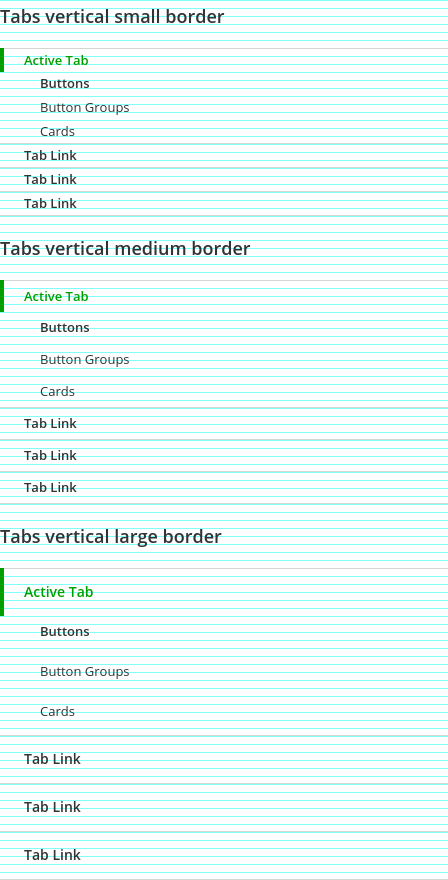 Tabs vertical small border
Active Tab
Buttons
Button Groups
Cards
Tab Link
Tab Link
Tab Link
Tabs vertical medium border
Active Tab
Buttons
Button Groups
Cards
Tab Link
Tab Link
Tab Link
Tabs vertical large border
Active Tab
Buttons
Button Groups
Cards
Tab Link
Tab Link
Tab Link